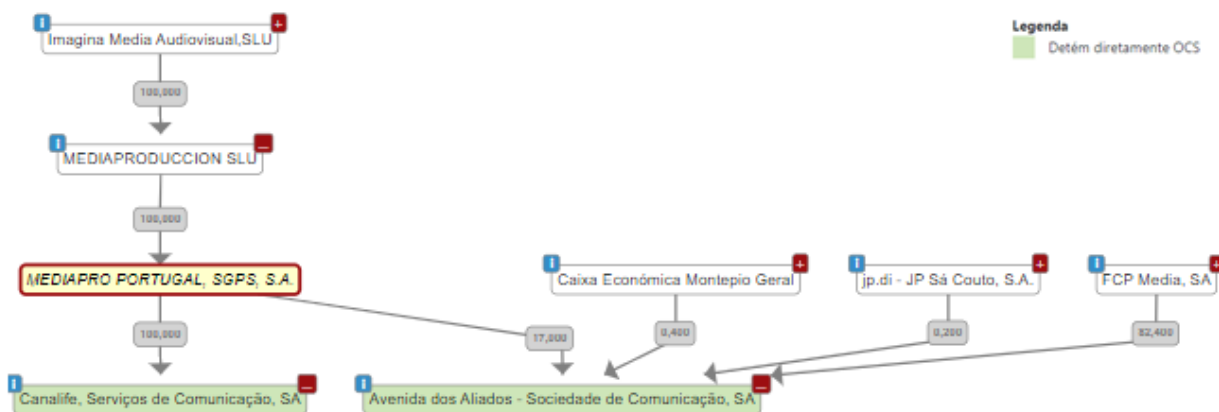 Imagina Media Audiovisual,SLU
Legenda
Detém diretamente OCS
100,000
MEDIAPRODUCCION SLU
100,000
MEDIAPRO PORTUGAL, SGPS, S.A.
Caixa Económica Montepio Geral
jp.di - JP Sá Couto, S.A.
FCP Media, SA
100,000
17,000
0,400
0,200
82,400
Canalife, Serviços de Comunicação, SA
Avenida dos Aliados - Sociedade de Comunicação, SA